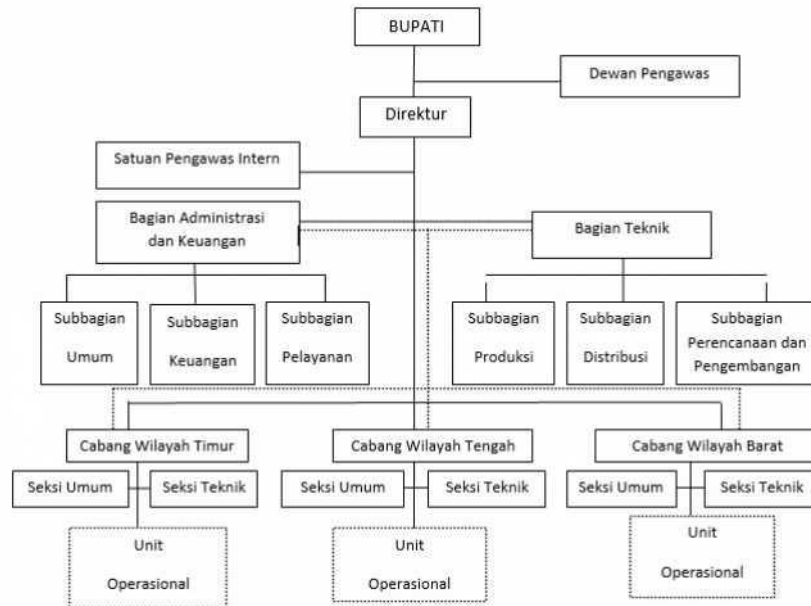 BUPATI
Dewan Pengawas
Direktur
Satuan Pengawas Intern
Bagian Administrasi
dan Keuangan
Bagian Teknik
Subbagian
Umum
Subbagian
Keuangan
Subbagian
Pelayanan
Subbagian
Produksi
Subbagian
Distribusi
Subbagian
Perencanaan dan
Pengembangan
Cabang Wilayah Timur
Cabang Wilayah Tengah
Cabang Wilayah Barat
Seksi Umum
Seksi Teknik
Seksi Umum
Seksi Teknik
Seksi Umum
Seksi Teknik
Unit
Operasional
Unit
Operasional
Unit
Operasional